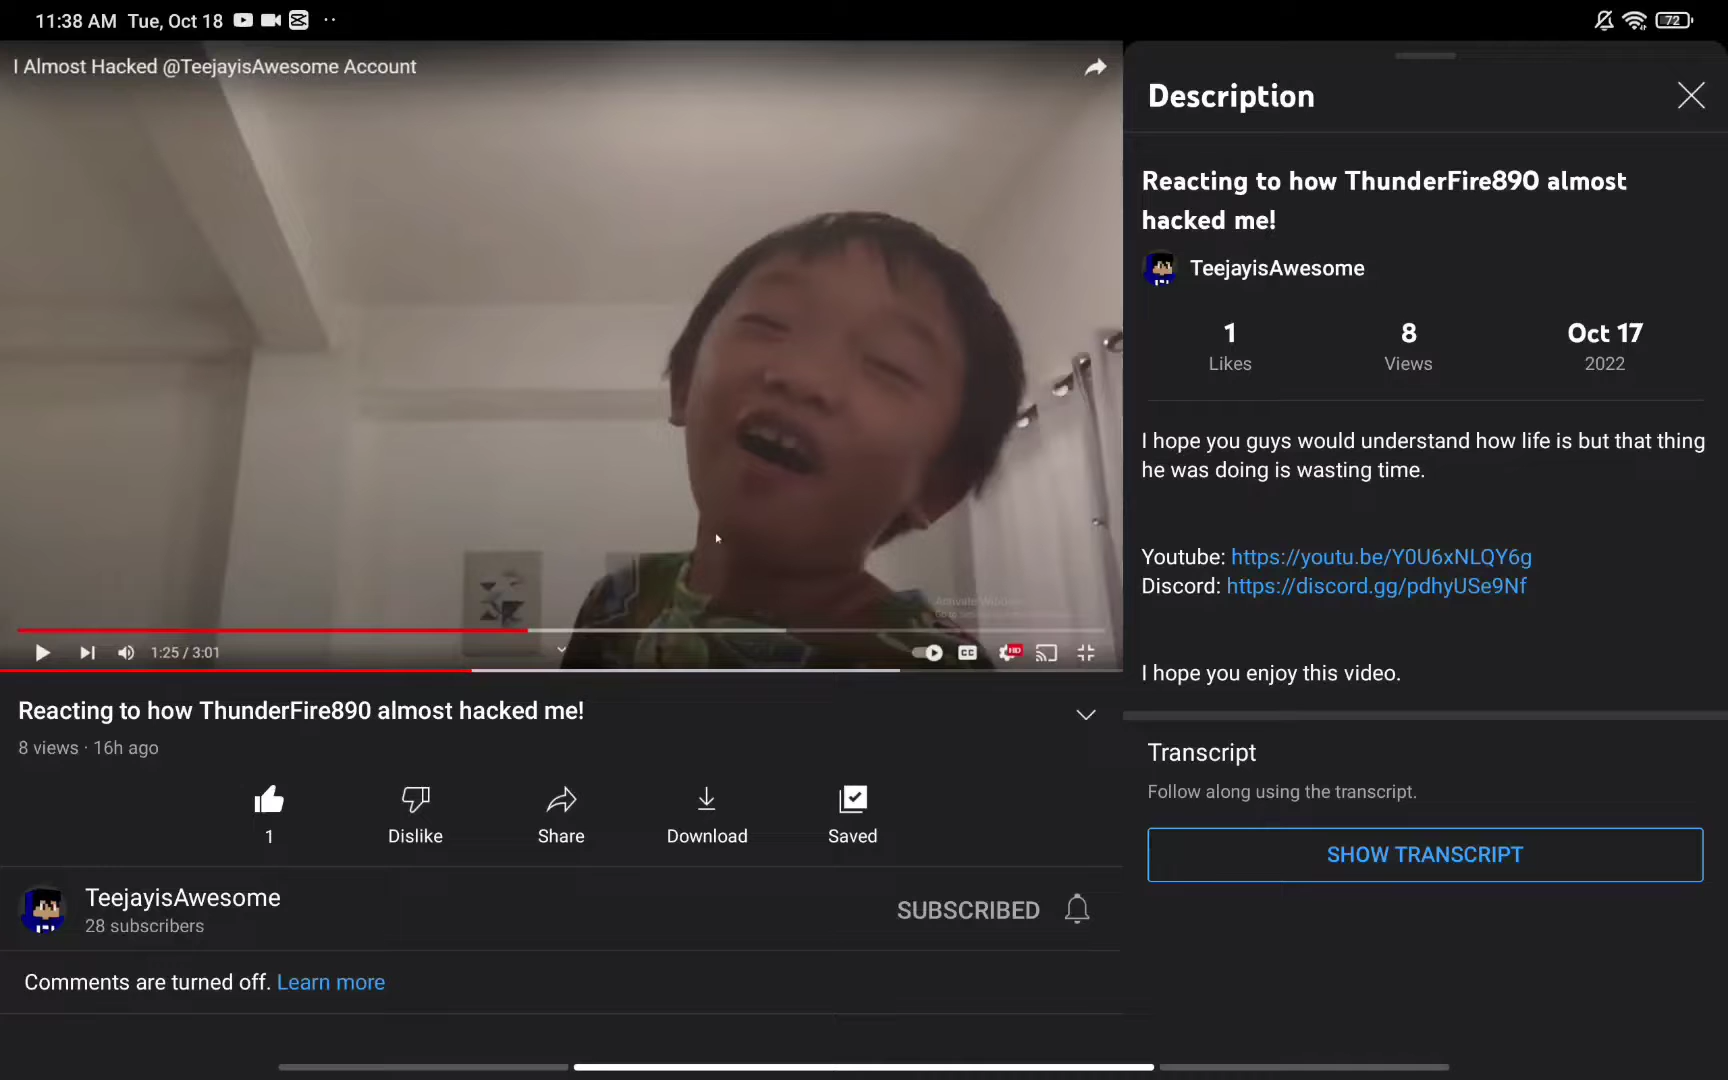 11:38 AM Tue, Oct 18
72
I Almost Hacked @TeejayisAwesome Account
1:25 / 3:01
CC
HD
Reacting to how ThunderFire890 almost hacked me!
8 views · 16h ago
1
Dislike
Share
Download
Saved
TeejayisAwesome
28 subscribers
SUBSCRIBED
Comments are turned off. Learn more
Description
Reacting to how ThunderFire890 almost
hacked me!
TeejayisAwesome
1
8
Oct 17
Likes
Views
2022
I hope you guys would understand how life is but that thing
he was doing is wasting time.
Youtube: https://youtu.be/Y0U6xNLQY6g
Discord: https://discord.gg/pdhyUSe9Nf
I hope you enjoy this video.
Transcript
Follow along using the transcript.
SHOW TRANSCRIPT